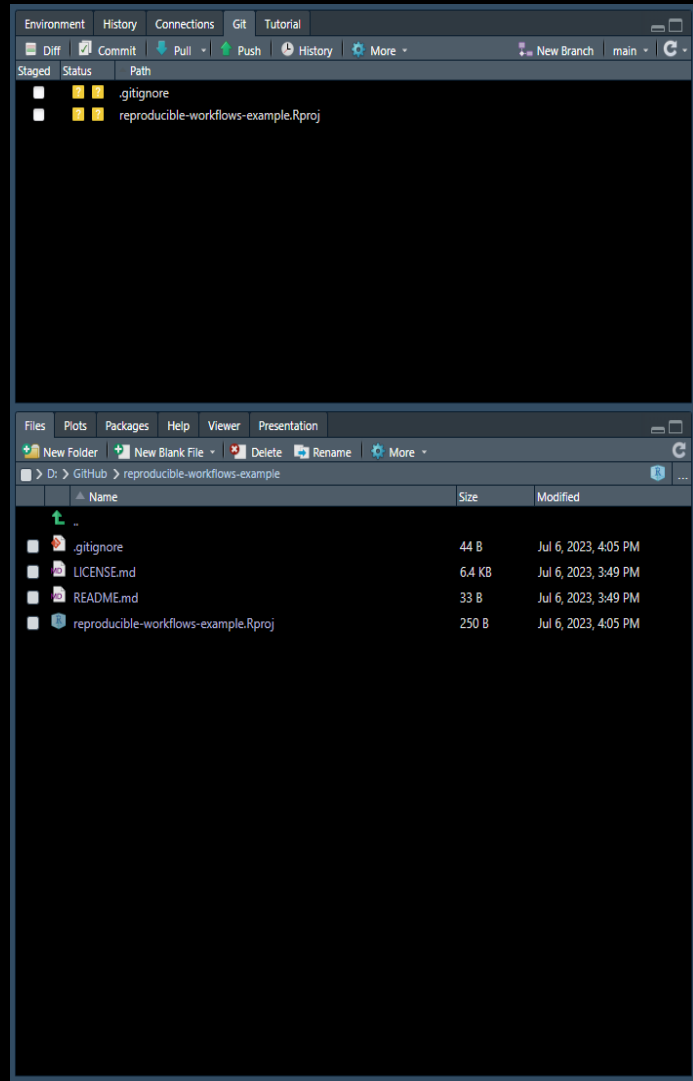 Environment History Connections Git Tutorial
Diff Commit Pull Push History More New Branch main
Staged Status Path
? ? .gitignore
? ? reproducible-workflows-example.Rproj
Files Plots Packages Help Viewer Presentation
New Folder New Blank File Delete Rename More
D: > GitHub > reproducible-workflows-example R ...
Name Size Modified
..
.gitignore 44 B Jul 6, 2023, 4:05 PM
MD LICENSE.md 6.4 KB Jul 6, 2023, 3:49 PM
MD README.md 33 B Jul 6, 2023, 3:49 PM
R reproducible-workflows-example.Rproj 250 B Jul 6, 2023, 4:05 PM